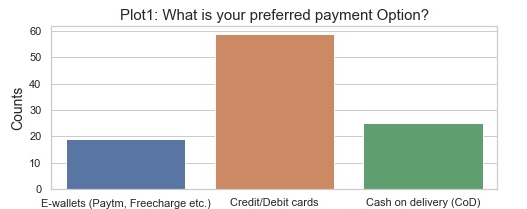 Plot1: What is your preferred payment Option?
60
50
40
30
20
10
0
Counts
E-wallets (Paytm, Freecharge etc.)
Credit/Debit cards
Cash on delivery (CoD)